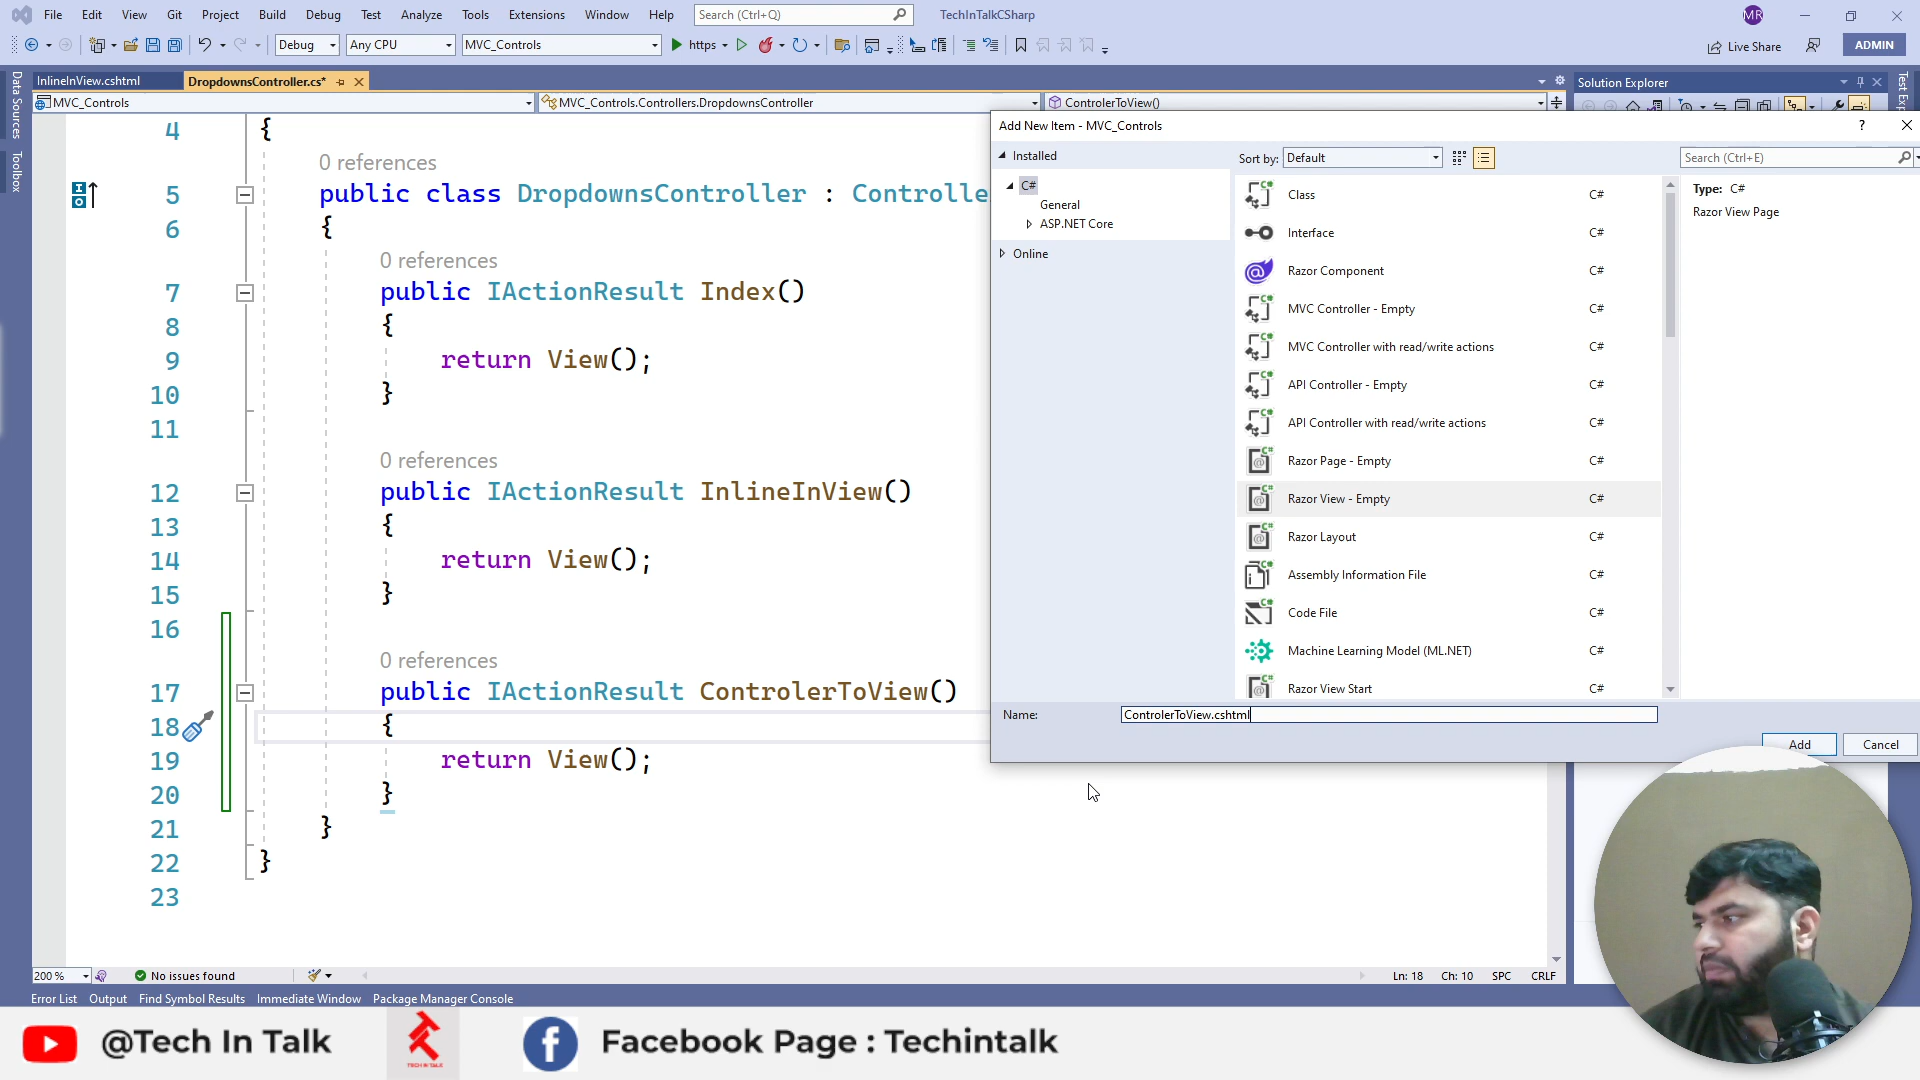 File Edit View Git Project Build Debug Test Analyze Tools Extensions Window Help Search (Ctrl+Q) TechInTalkCSharp MR
Debug Any CPU MVC_Controls https Live Share ADMIN
Data Sources
Toolbox
InlineInView.cshtml DropdownsController.cs* Solution Explorer
MVC_Controls MVC_Controls.Controllers.DropdownsController ControlerToView()
4 {
0 references
5 public class DropdownsController : Controlle
6 {
0 references
7 public IActionResult Index()
8 {
9 return View();
10 }
11
0 references
12 public IActionResult InlineInView()
13 {
14 return View();
15 }
16
0 references
17 public IActionResult ControlerToView()
18 {
19 return View();
20 }
21 }
22 }
23
Add New Item - MVC_Controls ?
Installed Sort by: Default Search (Ctrl+E)
C#
General
ASP.NET Core
Online
Class C#
Interface C#
Razor Component C#
MVC Controller - Empty C#
MVC Controller with read/write actions C#
API Controller - Empty C#
API Controller with read/write actions C#
Razor Page - Empty C#
Razor View - Empty C#
Razor Layout C#
Assembly Information File C#
Code File C#
Machine Learning Model (ML.NET) C#
Razor View Start C#
Type: C#
Razor View Page
Name: ControlerToView.cshtml
Add Cancel
200 % No issues found Ln: 18 Ch: 10 SPC CRLF
Error List Output Find Symbol Results Immediate Window Package Manager Console
@Tech In Talk TECH IN TALK Facebook Page : Techintalk